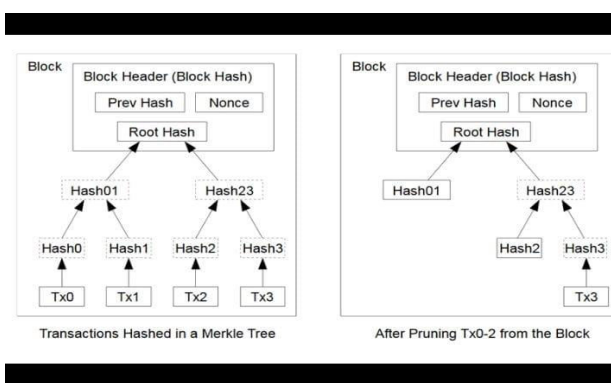 Block
Block Header (Block Hash)
Prev Hash
Nonce
Root Hash
Hash01
Hash23
Hash0
Hash1
Hash2
Hash3
Tx0
Tx1
Tx2
Tx3
Transactions Hashed in a Merkle Tree
Block
Block Header (Block Hash)
Prev Hash
Nonce
Root Hash
Hash01
Hash23
Hash2
Hash3
Tx3
After Pruning Tx0-2 from the Block